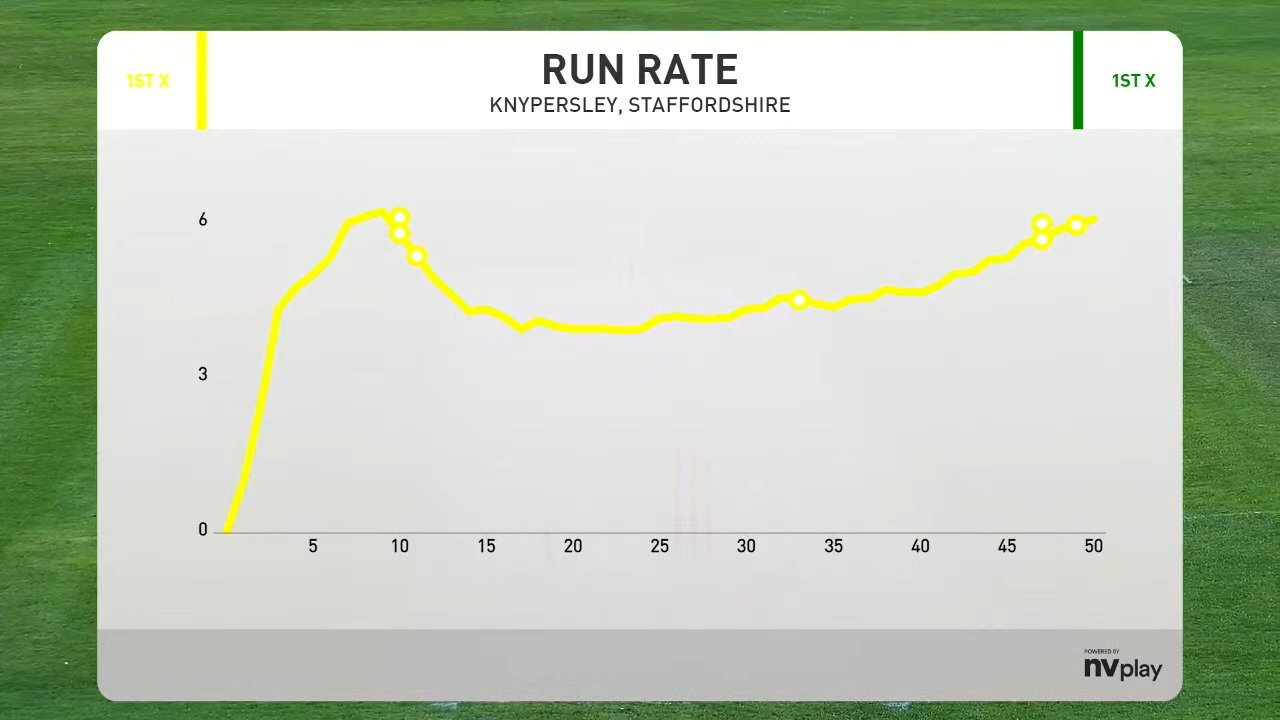 1ST X
RUN RATE
KNYPERSLEY, STAFFORDSHIRE
1ST X
6
3
0
5 10 15 20 25 30 35 40 45 50
POWERED BY
nvplay